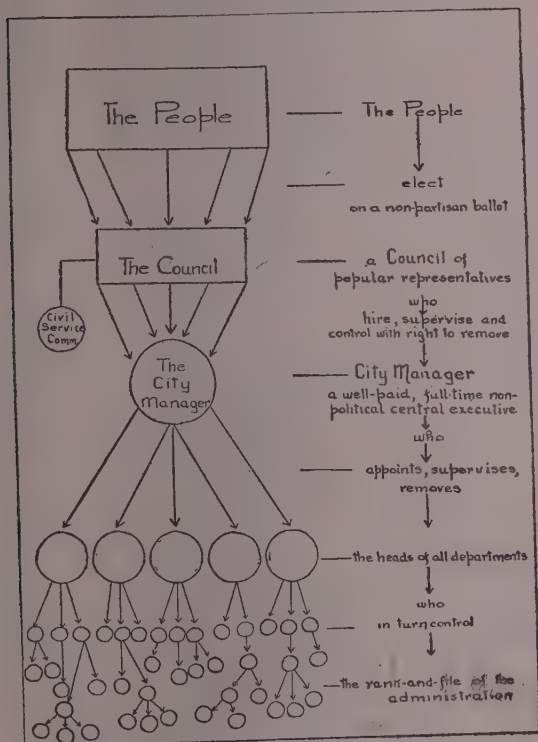 The People
The Council
Civil
Service
Comm.
The
City
Manager
The People
elect
on a non-partisan ballot
a Council of
popular representatives
who
hire, supervise and
control with right to remove
City Manager
a well-paid, full-time non-
political central executive
who
appoints, supervises,
removes
the heads of all departments
who
in turn control
the rank-and-file of the
administration